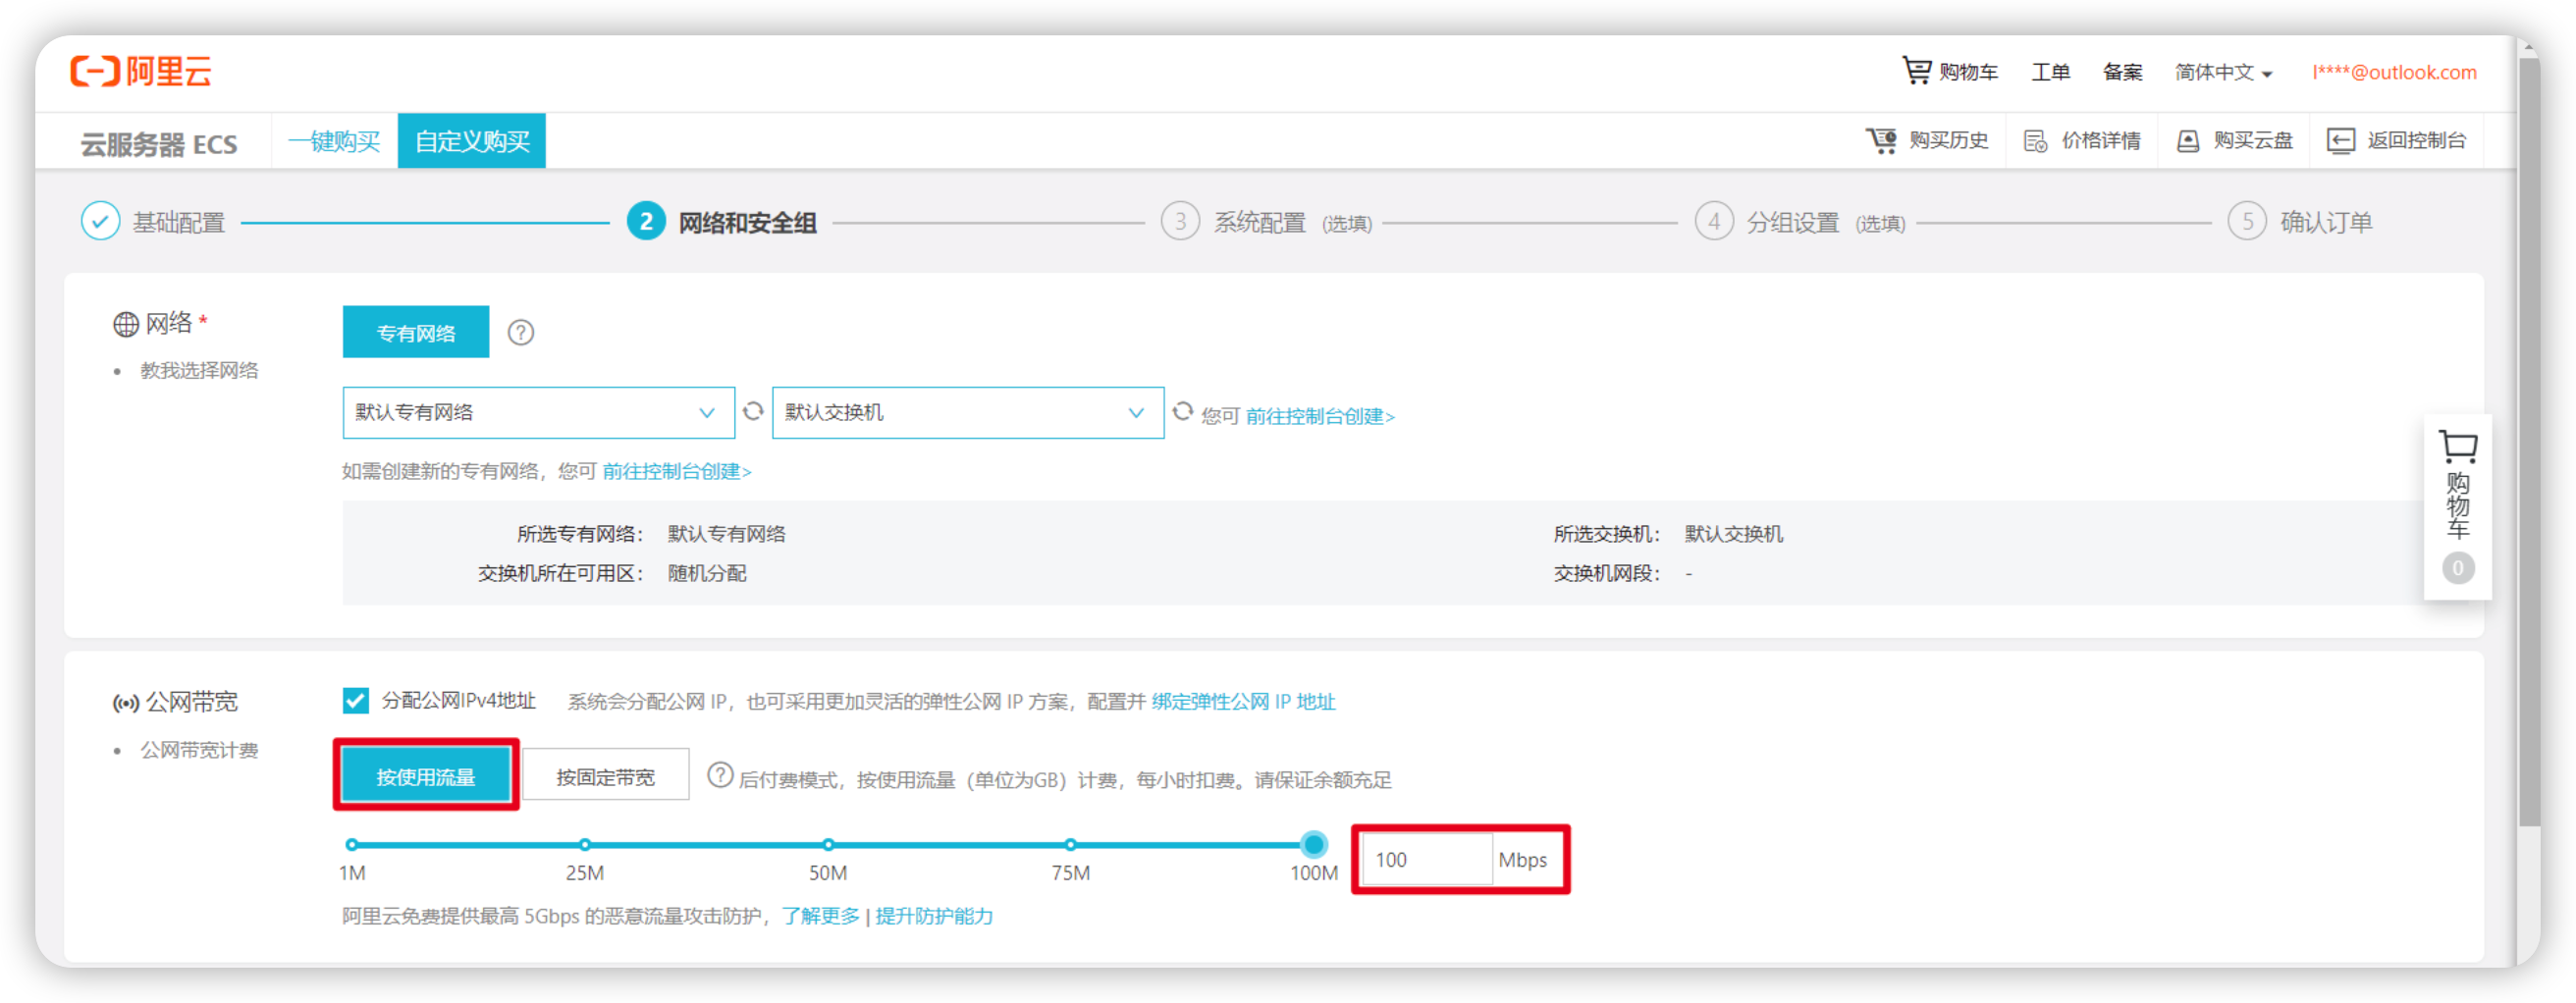 阿里云 购物车 工单 备案 简体中文 l****@outlook.com
云服务器 ECS 一键购买 自定义购买 购买历史 价格详情 购买云盘 返回控制台
基础配置 2 网络和安全组 3 系统配置 (选填) 4 分组设置 (选填) 5 确认订单
网络 * 专有网络 ?
• 教我选择网络
默认专有网络 默认交换机 您可 前往控制台创建>
如需创建新的专有网络，您可 前往控制台创建>
所选专有网络： 默认专有网络 所选交换机： 默认交换机
交换机所在可用区： 随机分配 交换机网段： -
购物车
0
公网带宽 分配公网IPv4地址 系统会分配公网 IP，也可采用更加灵活的弹性公网 IP 方案，配置并 绑定弹性公网 IP 地址
• 公网带宽计费
按使用流量 按固定带宽 ? 后付费模式，按使用流量（单位为GB）计费，每小时扣费。请保证余额充足
1M 25M 50M 75M 100M 100 Mbps
阿里云免费提供最高 5Gbps 的恶意流量攻击防护，了解更多 | 提升防护能力